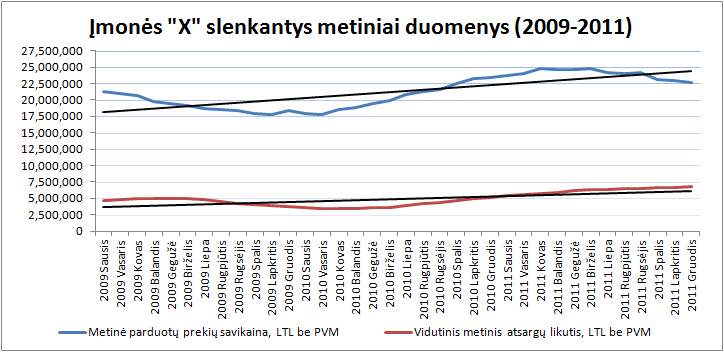 Įmonės "X" slenkantys metiniai duomenys (2009-2011)
27,500,000
25,000,000
22,500,000
20,000,000
17,500,000
15,000,000
12,500,000
10,000,000
7,500,000
5,000,000
2,500,000
0
2009 Sausis
2009 Vasaris
2009 Kovas
2009 Balandis
2009 Gegužė
2009 Birželis
2009 Liepa
2009 Rugpjūtis
2009 Rugsėjis
2009 Spalis
2009 Lapkritis
2009 Gruodis
2010 Sausis
2010 Vasaris
2010 Kovas
2010 Balandis
2010 Gegužė
2010 Birželis
2010 Liepa
2010 Rugpjūtis
2010 Rugsėjis
2010 Spalis
2010 Lapkritis
2010 Gruodis
2011 Sausis
2011 Vasaris
2011 Kovas
2011 Balandis
2011 Gegužė
2011 Birželis
2011 Liepa
2011 Rugpjūtis
2011 Rugsėjis
2011 Spalis
2011 Lapkritis
2011 Gruodis
Metinė parduotų prekių savikaina, LTL be PVM
Vidutinis metinis atsargų likutis, LTL be PVM